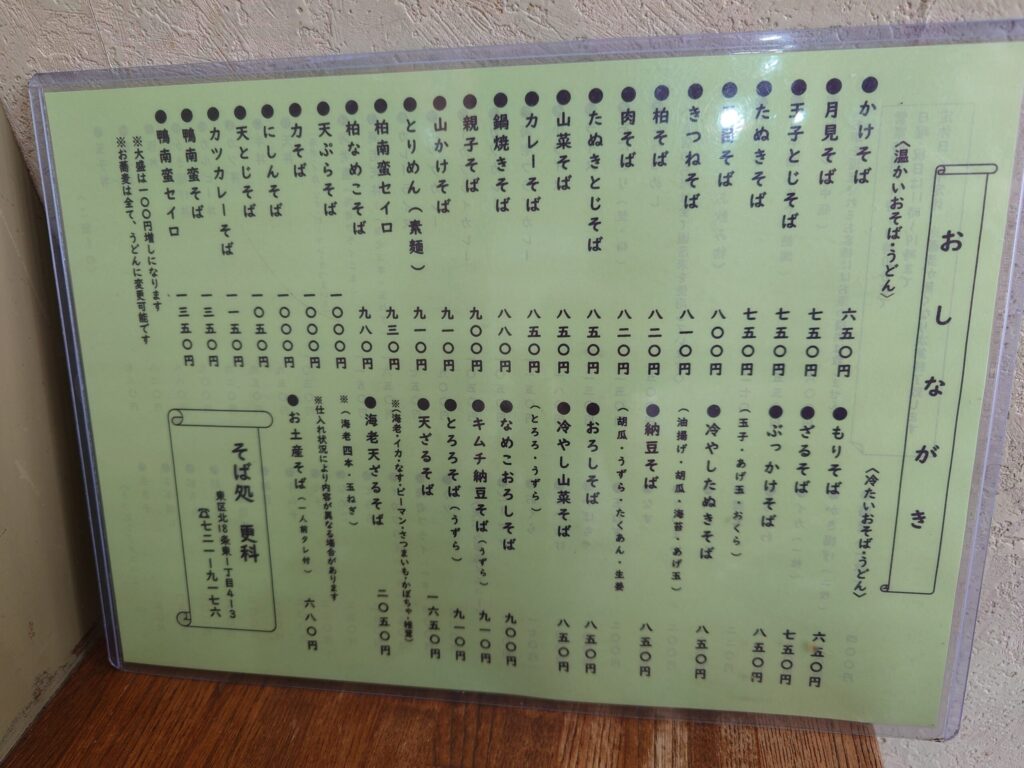 おしながき
〈温かいおそば・うどん〉
●かけそば 六五〇円
●月見そば 七五〇円
●玉子とじそば 七五〇円
●たぬきそば 七五〇円
そば 八〇〇円
●きつねそば 八一〇円
●柏そば 八二〇円
●肉そば 八二〇円
●たぬきとじそば 八五〇円
●山菜そば 八五〇円
●カレーそば 八五〇円
●鍋焼きそば 八八〇円
●親子そば 九〇〇円
●山かけそば 九一〇円
●とりめん（素麺） 九一〇円
●柏南蛮セイロ 九三〇円
●柏なめこそば 九八〇円
●天ぷらそば 一〇〇〇円
●力そば 一〇〇〇円
●にしんそば 一〇〇〇円
●天とじそば 一〇五〇円
●カツカレーそば 一一五〇円
●鴨南蛮そば 一三五〇円
●鴨南蛮セイロ 一三五〇円
※大盛は一〇〇円増しになります
※お蕎麦は全て、うどんに変更可能です
〈冷たいおそば・うどん〉
●もりそば 六五〇円
●ざるそば 七五〇円
●ぶっかけそば 八五〇円
（玉子・あげ玉・おくら）
●冷やしたぬきそば 八五〇円
（油揚げ・胡瓜・海苔・あげ玉）
●納豆そば 八五〇円
（胡瓜・うずら・たくあん・生姜）
●おろしそば 八五〇円
●冷やし山菜そば 八五〇円
（とろろ・うずら）
●なめこおろしそば 九〇〇円
●キムチ納豆そば（うずら） 九一〇円
●とろろそば（うずら） 九一〇円
●天ざるそば 一六五〇円
※（海老・イカ・なす・ピーマン・さつまいも・かぼちゃ・椎茸）
●海老天ざるそば 二〇五〇円
※（海老四本・玉ねぎ）
※仕入れ状況により内容が異なる場合があります
●お土産そば（一人前タレ付） 六八〇円
そば処 更科
東区北18条東1丁目4ー3
☎七二一ー九一七六